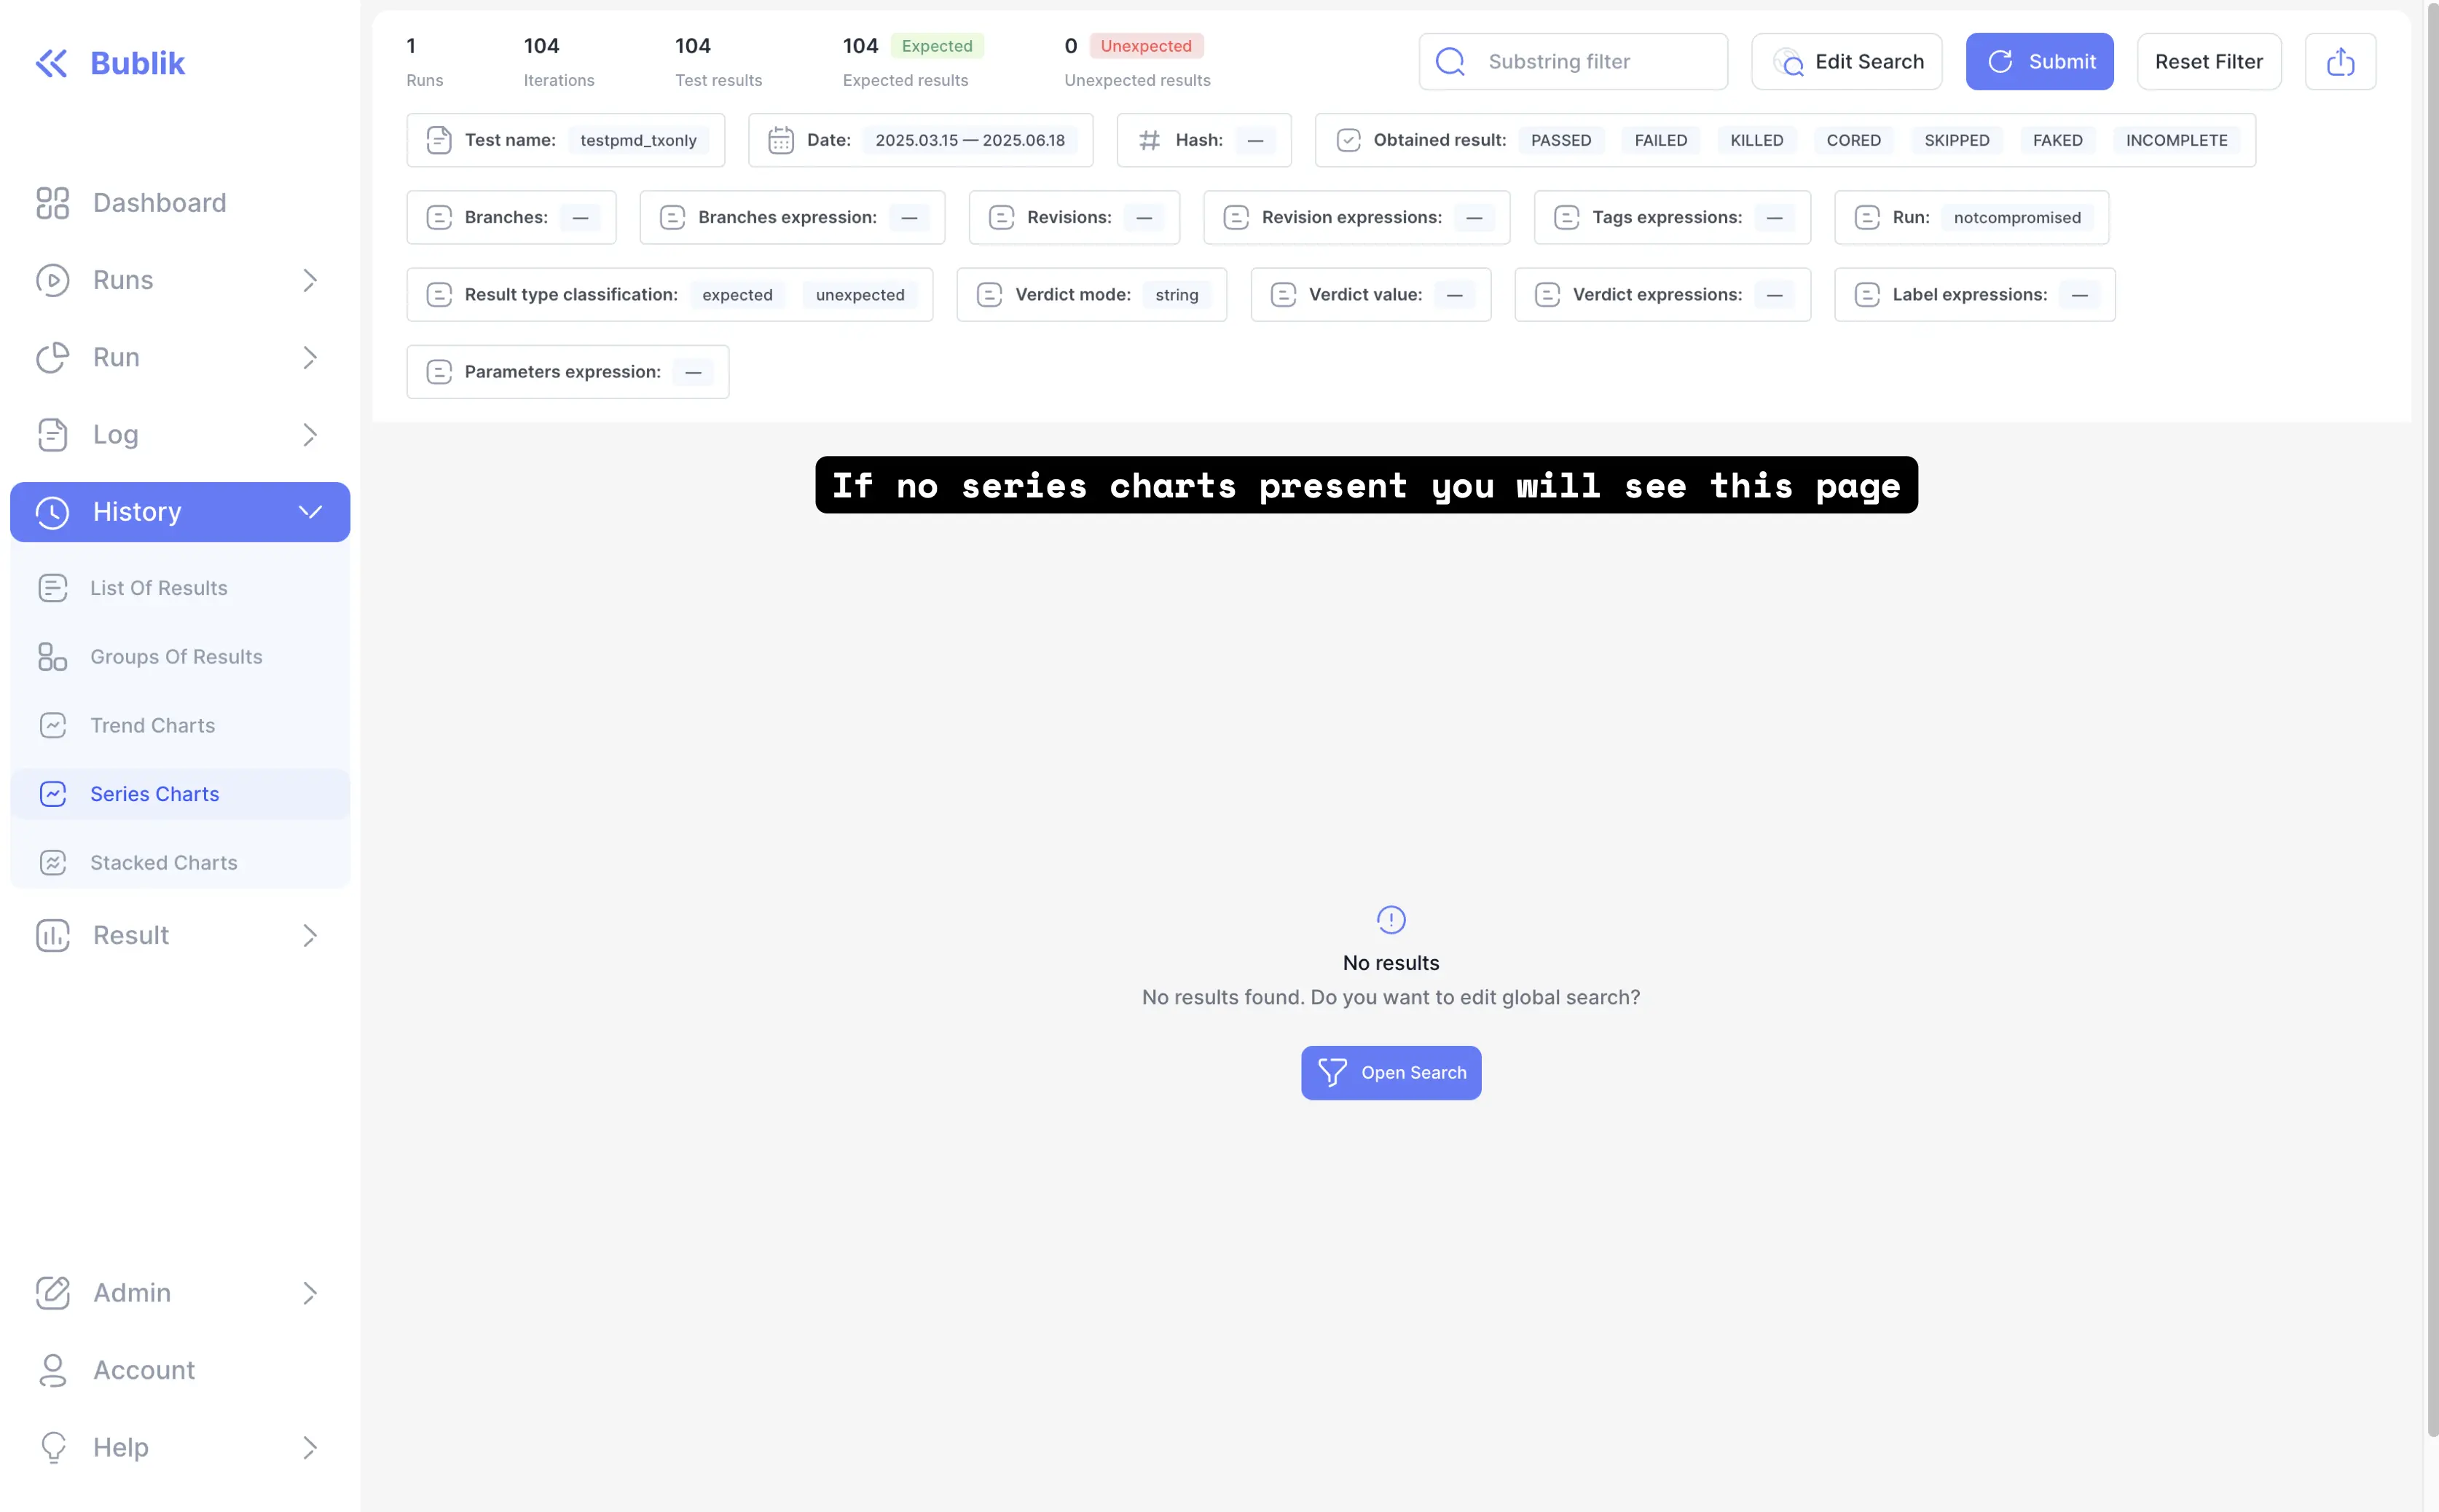 Bublik
Dashboard
Runs
Run
Log
History
List Of Results
Groups Of Results
Trend Charts
Series Charts
Stacked Charts
Result
Admin
Account
Help
1 104 104 104 Expected 0 Unexpected
Runs Iterations Test results Expected results Unexpected results
Substring filter Edit Search Submit Reset Filter
Test name: testpmd_txonly Date: 2025.03.15 — 2025.06.18 Hash: — Obtained result: PASSED FAILED KILLED CORED SKIPPED FAKED INCOMPLETE
Branches: — Branches expression: — Revisions: — Revision expressions: — Tags expressions: — Run: notcompromised
Result type classification: expected unexpected Verdict mode: string Verdict value: — Verdict expressions: — Label expressions: —
Parameters expression: —
If no series charts present you will see this page
No results
No results found. Do you want to edit global search?
Open Search